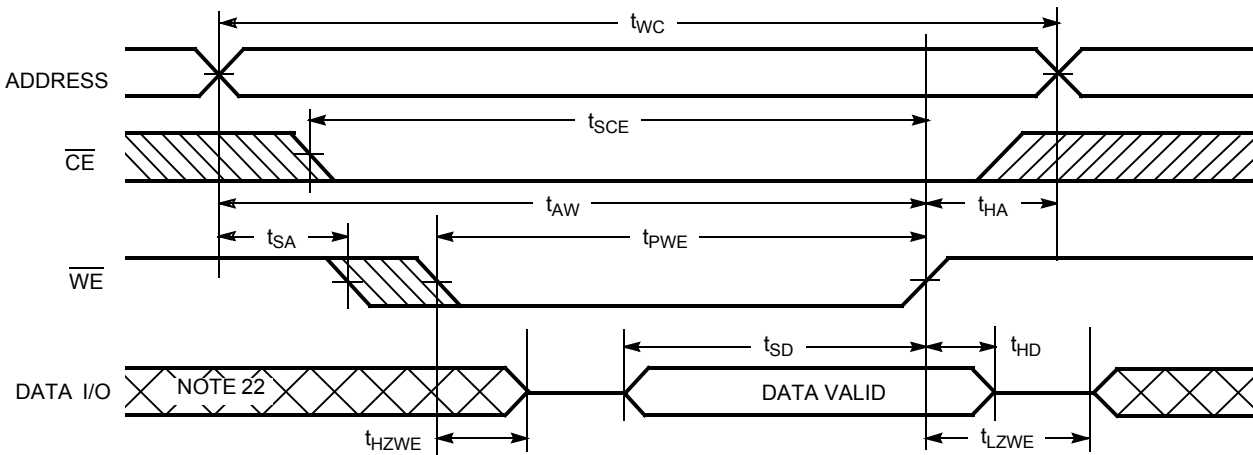 tWC
ADDRESS
tSCE
CE
tAW
tHA
tSA
tPWE
WE
tSD
tHD
DATA I/O
NOTE 22
DATA VALID
tHZWE
tLZWE